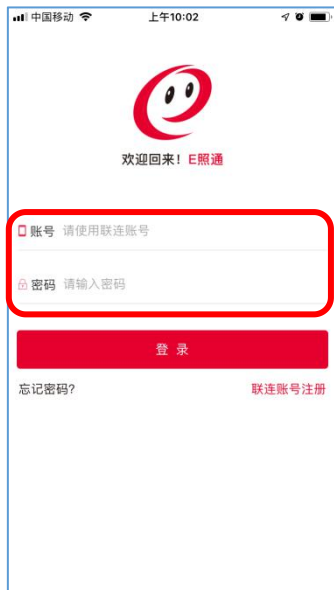 中国移动 上午10:02
欢迎回来！E照通
账号 请使用联连账号
密码 请输入密码
登 录
忘记密码? 联连账号注册